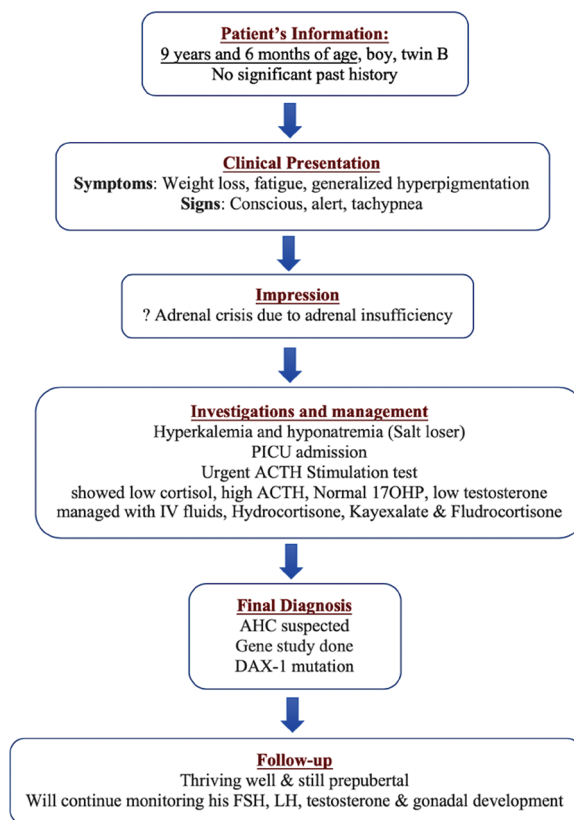 Patient's Information:
9 years and 6 months of age, boy, twin B
No significant past history
Clinical Presentation
Symptoms: Weight loss, fatigue, generalized hyperpigmentation
Signs: Conscious, alert, tachypnea
Impression
? Adrenal crisis due to adrenal insufficiency
Investigations and management
Hyperkalemia and hyponatremia (Salt loser)
PICU admission
Urgent ACTH Stimulation test
showed low cortisol, high ACTH, Normal 17OHP, low testosterone
managed with IV fluids, Hydrocortisone, Kayexalate & Fludrocortisone
Final Diagnosis
AHC suspected
Gene study done
DAX-1 mutation
Follow-up
Thriving well & still prepubertal
Will continue monitoring his FSH, LH, testosterone & gonadal development